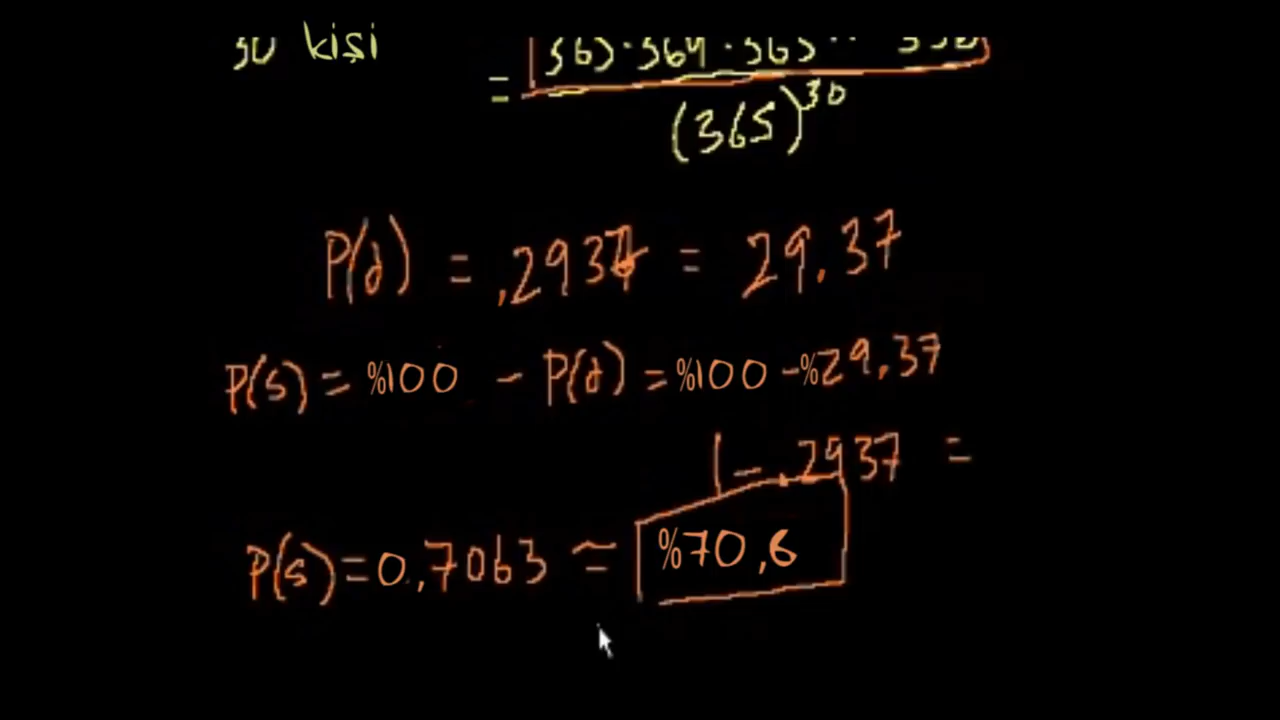 30 kişi
= 365·364·363·· 336
(365)^30
P(d) = ,2937 = 29,37
P(s) = %100 - P(d) = %100 - %29,37
1 - .2937 =
P(s) = 0,7063 ≃ %70,6